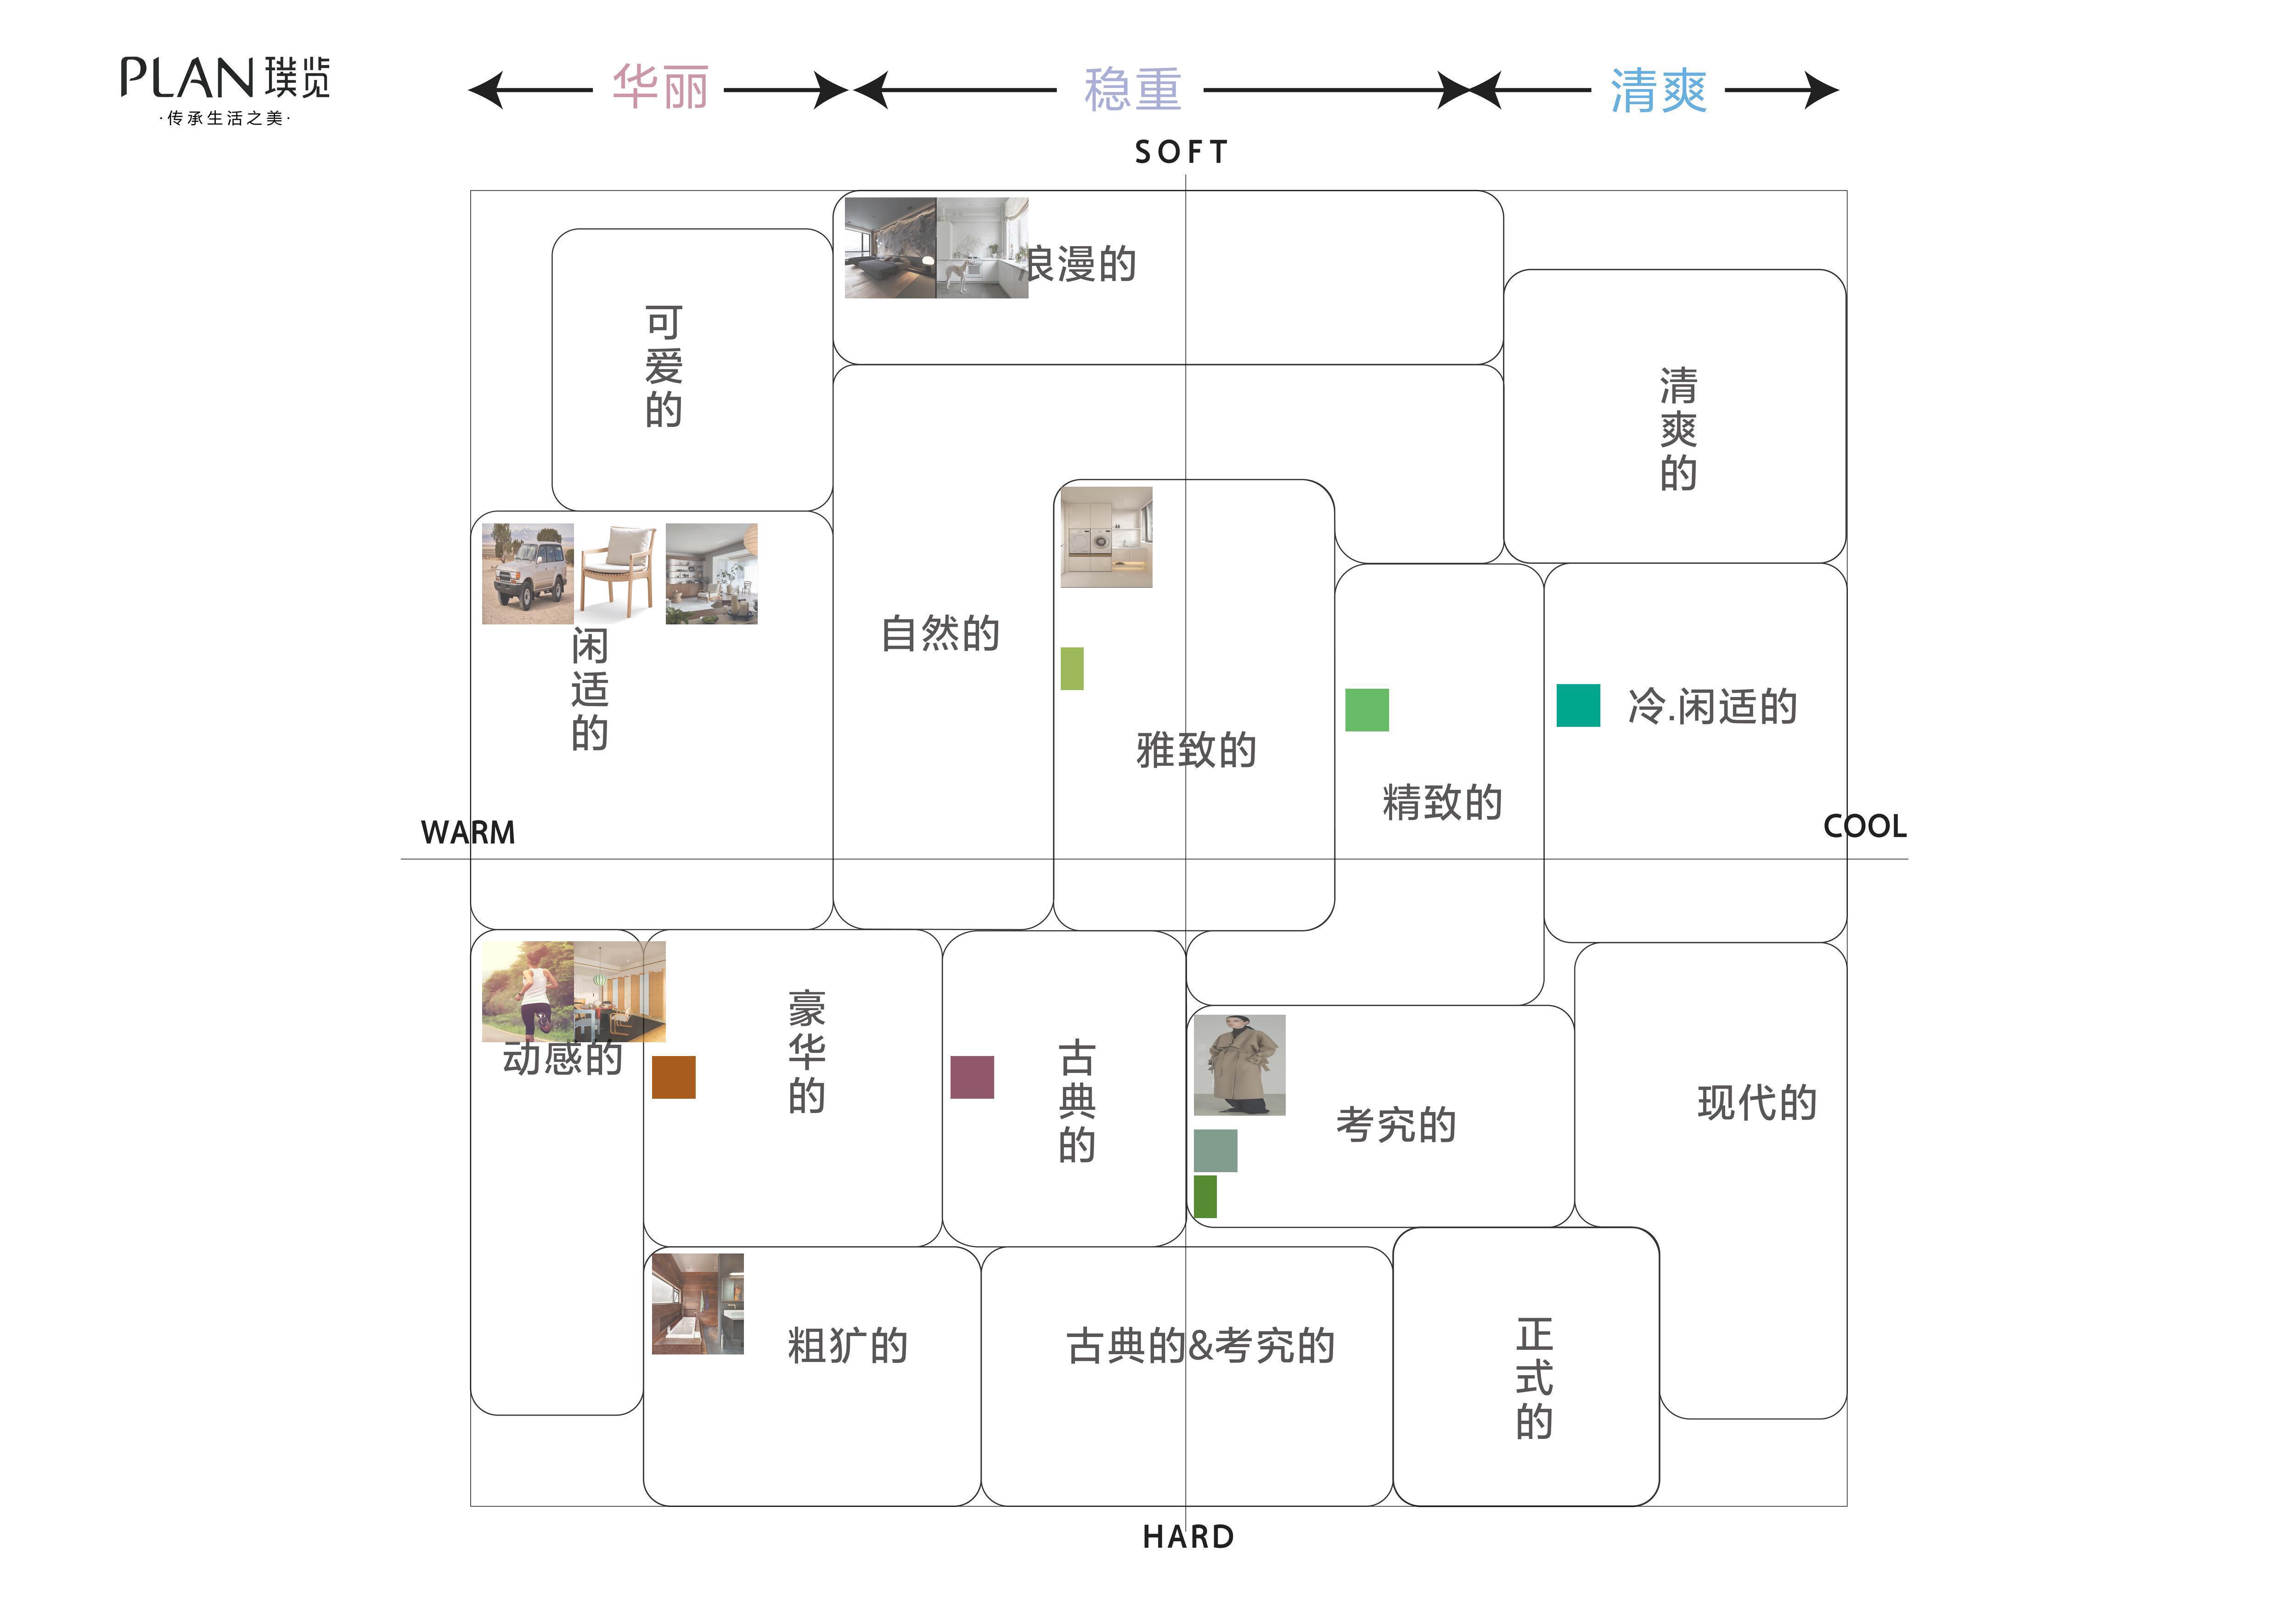 PLAN 璞览
·传承生活之美·
华丽
稳重
清爽
SOFT
浪漫的
可爱的
清爽的
闲适的
自然的
雅致的
精致的
冷.闲适的
WARM
COOL
动感的
豪华的
古典的
考究的
现代的
粗犷的
古典的&考究的
正式的
HARD